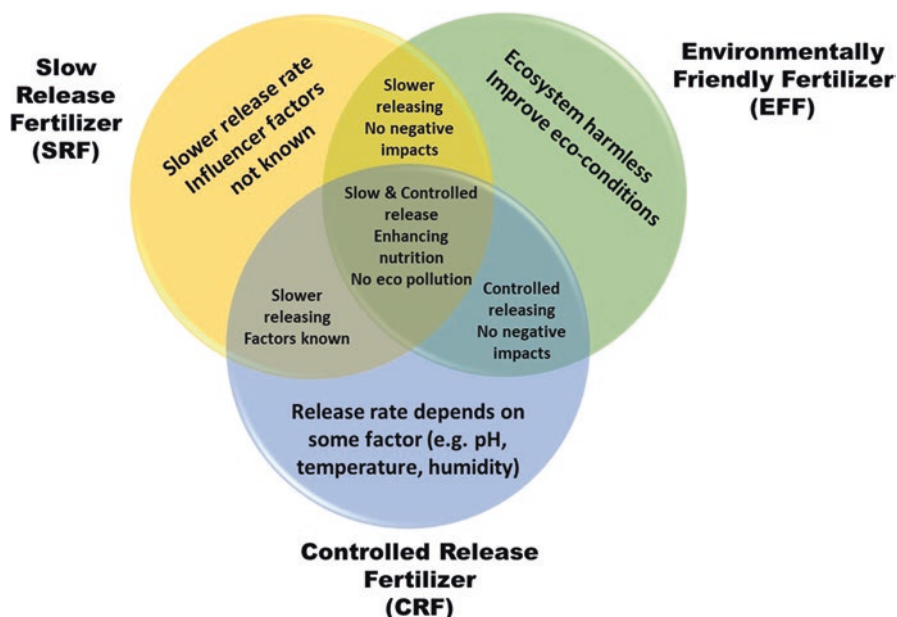 Slow
Release
Fertilizer
(SRF)
Slower release rate
Influencer factors
not known
Slower
releasing
No negative
impacts
Ecosystem harmless
Improve eco-conditions
Environmentally
Friendly Fertilizer
(EFF)
Slow & Controlled
release
Enhancing
nutrition
No eco pollution
Slower
releasing
Factors known
Controlled
releasing
No negative
impacts
Release rate depends on
some factor (e.g. pH,
temperature, humidity)
Controlled Release
Fertilizer
(CRF)